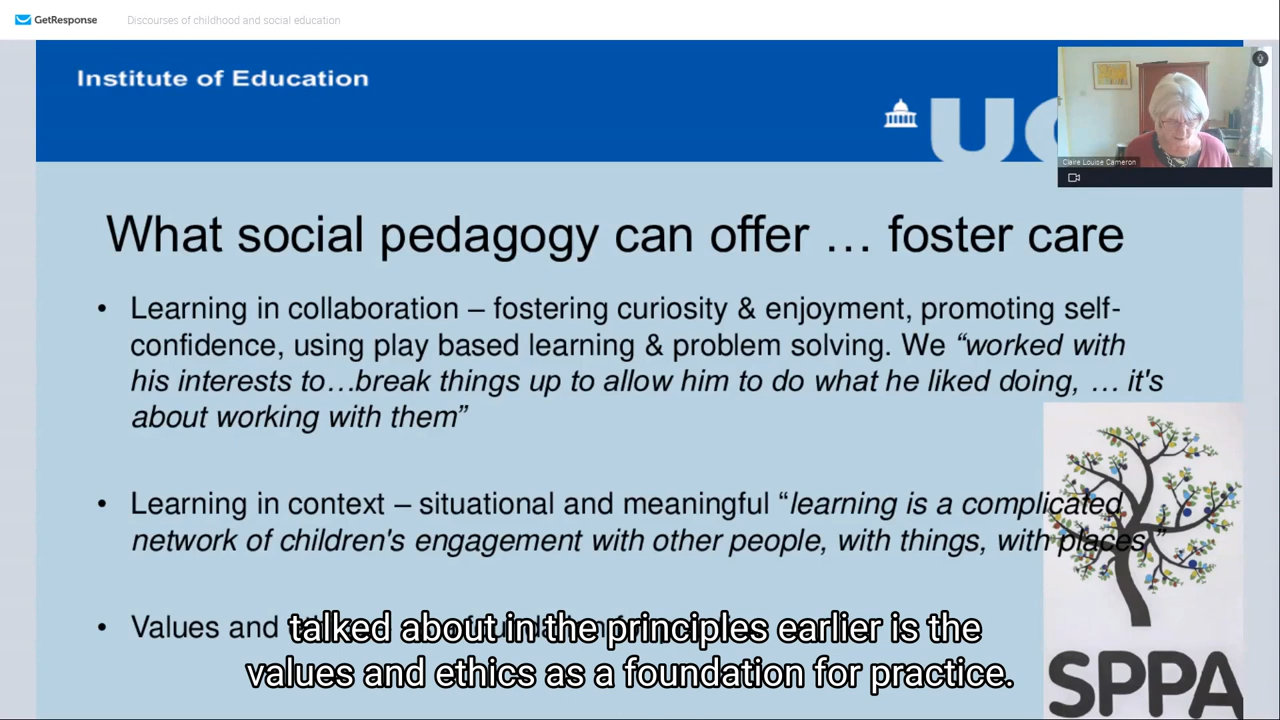 GetResponse
Discourses of childhood and social education
Institute of Education
UC
Claire Louise Cameron
What social pedagogy can offer … foster care
• Learning in collaboration – fostering curiosity & enjoyment, promoting self-
confidence, using play based learning & problem solving. We “worked with
his interests to…break things up to allow him to do what he liked doing, … it's
about working with them”
• Learning in context – situational and meaningful “learning is a complicated
network of children's engagement with other people, with things, with places,”
• Values and
talked about in the principles earlier is the
values and ethics as a foundation for practice.
SPPA